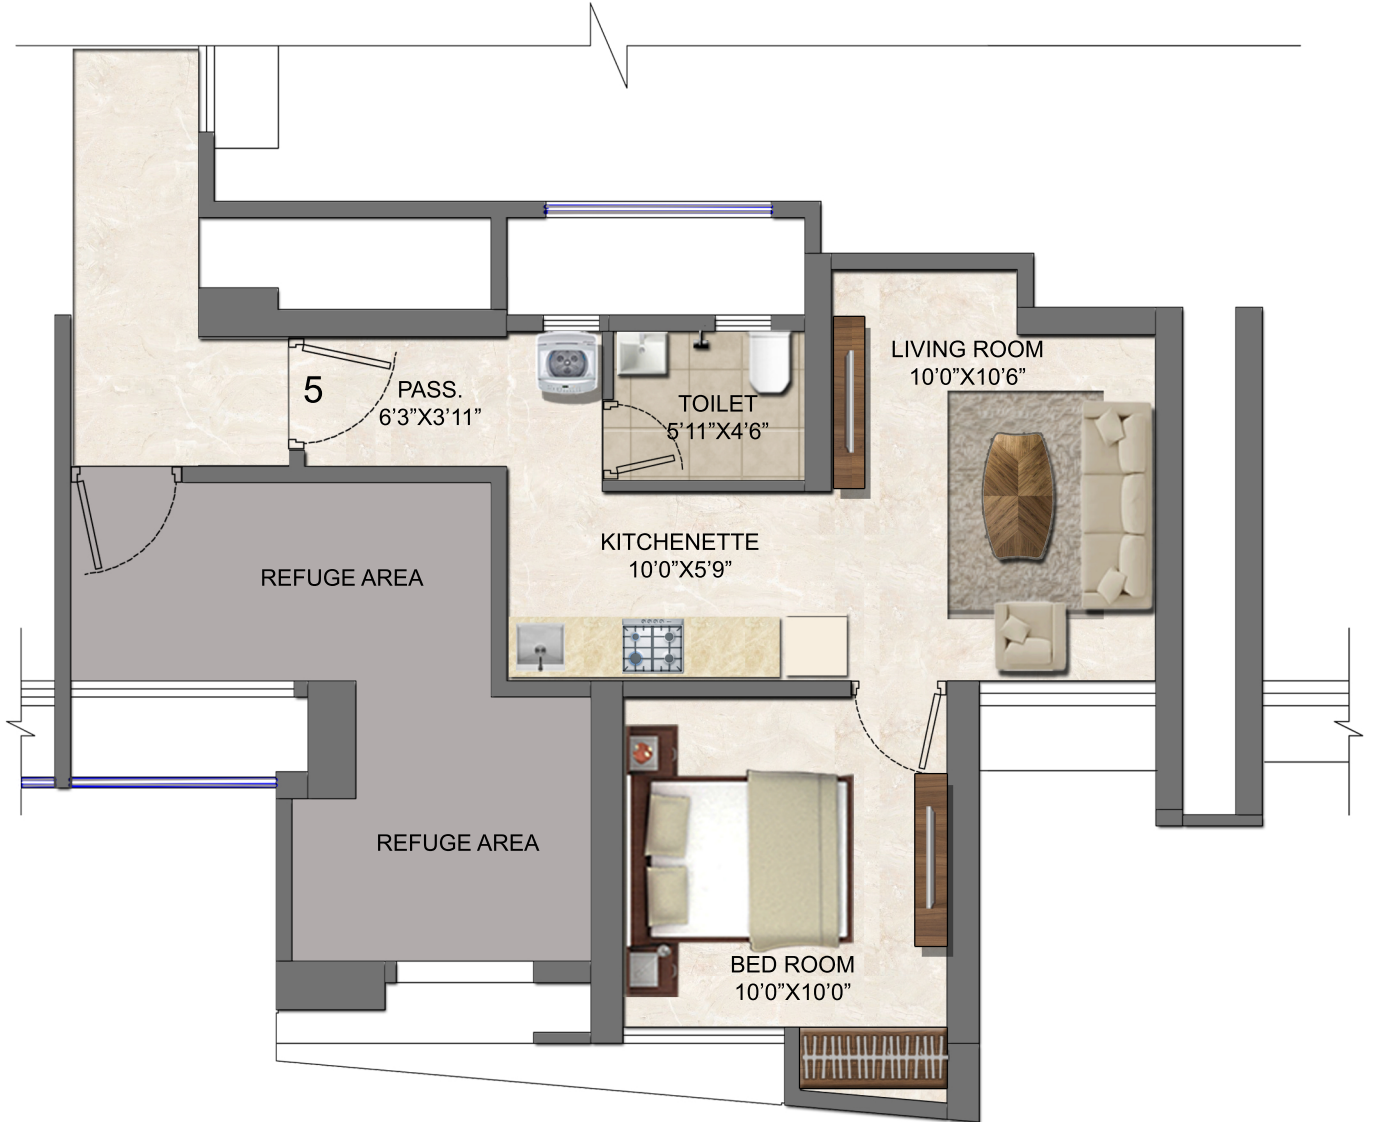 LIVING ROOM
10’0”X10’6”
5
PASS.
6’3”X3’11”
TOILET
5’11”X4’6”
KITCHENETTE
10’0”X5’9”
REFUGE AREA
REFUGE AREA
BED ROOM
10’0”X10’0”